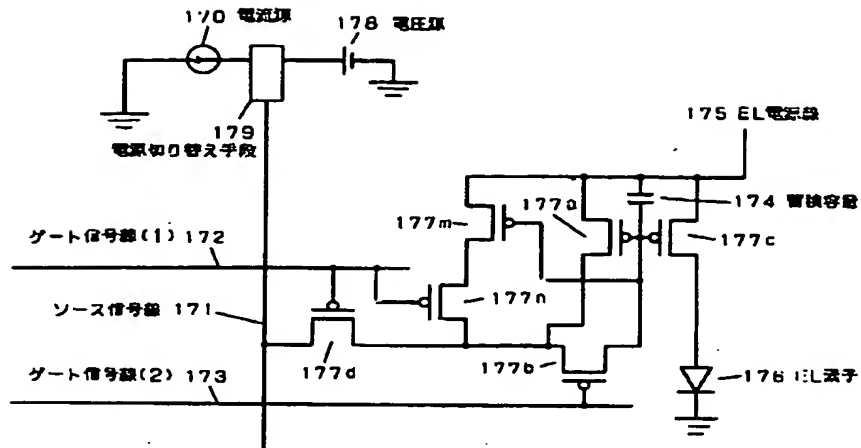 170 電流源
178 電圧源
179
電源切り替え手段
175 EL電源線
174 蓄積容量
177m
177a
177c
ゲート信号線(1) 172
177n
ソース信号線 171
177d
177b
176 EL素子
ゲート信号線(2) 173